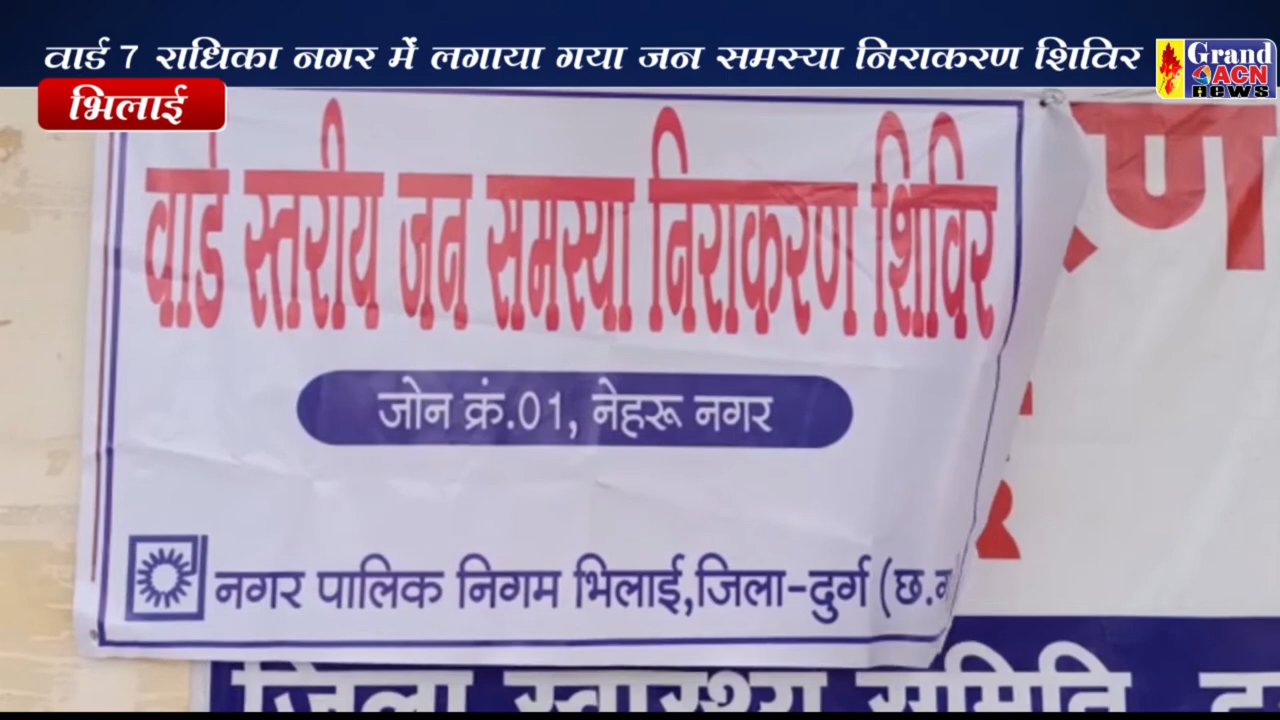 वार्ड 7 राधिका नगर में लगाया गया जन समस्या निराकरण शिविर
Grand
ACN
news
भिलाई
वार्ड स्तरीय जन समस्या निराकरण शिविर
जोन क्रं.01, नेहरू नगर
नगर पालिक निगम भिलाई,जिला-दुर्ग (छ.
जिला स्वास्थ्य समिति